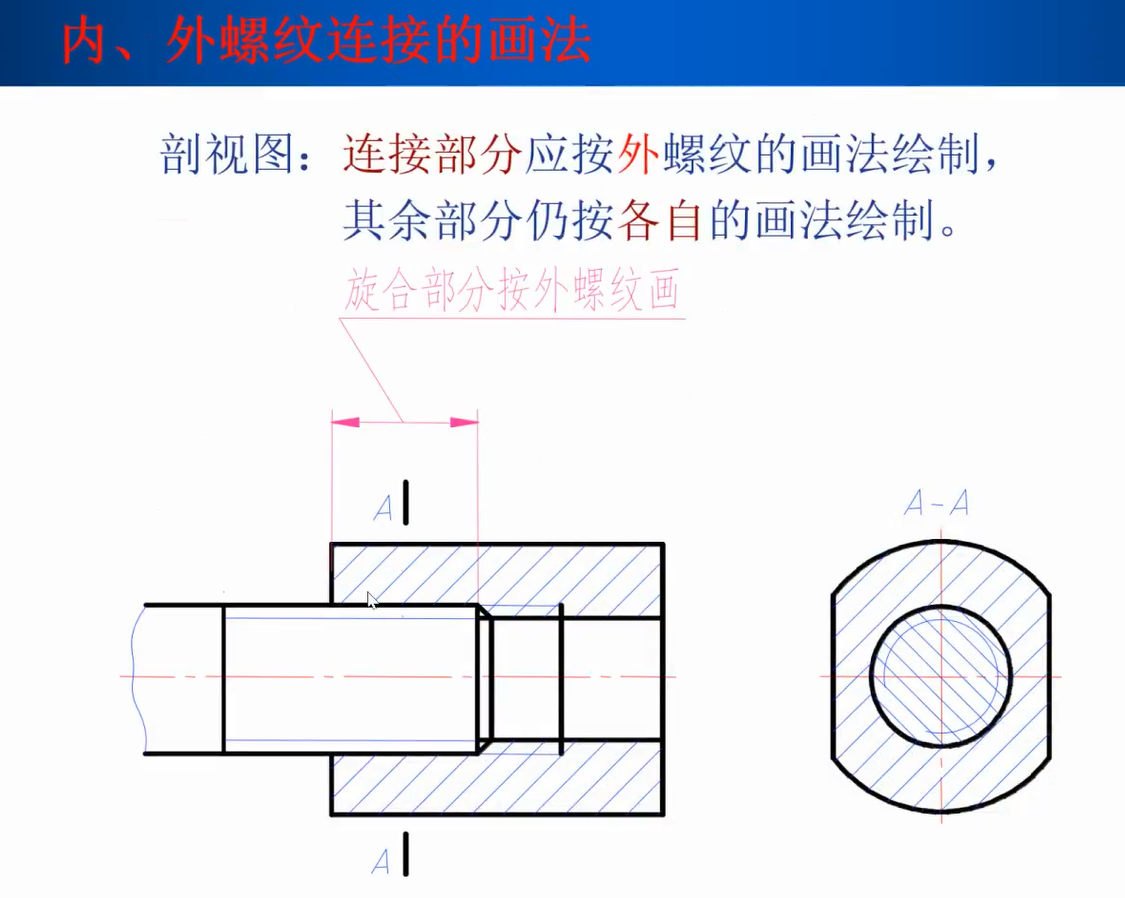 内、外螺纹连接的画法
剖视图：连接部分应按外螺纹的画法绘制，
其余部分仍按各自的画法绘制。
旋合部分按外螺纹画
A
A-A
A